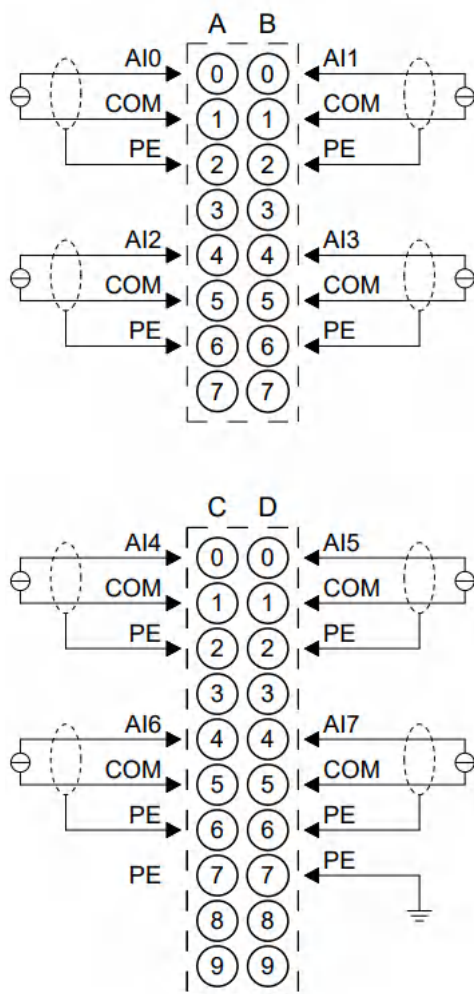 A B
AI0 0 0 AI1
COM 1 1 COM
PE 2 2 PE
3 3
AI2 4 4 AI3
COM 5 5 COM
PE 6 6 PE
7 7
C D
AI4 0 0 AI5
COM 1 1 COM
PE 2 2 PE
3 3
AI6 4 4 AI7
COM 5 5 COM
PE 6 6 PE
PE 7 7 PE
8 8
9 9